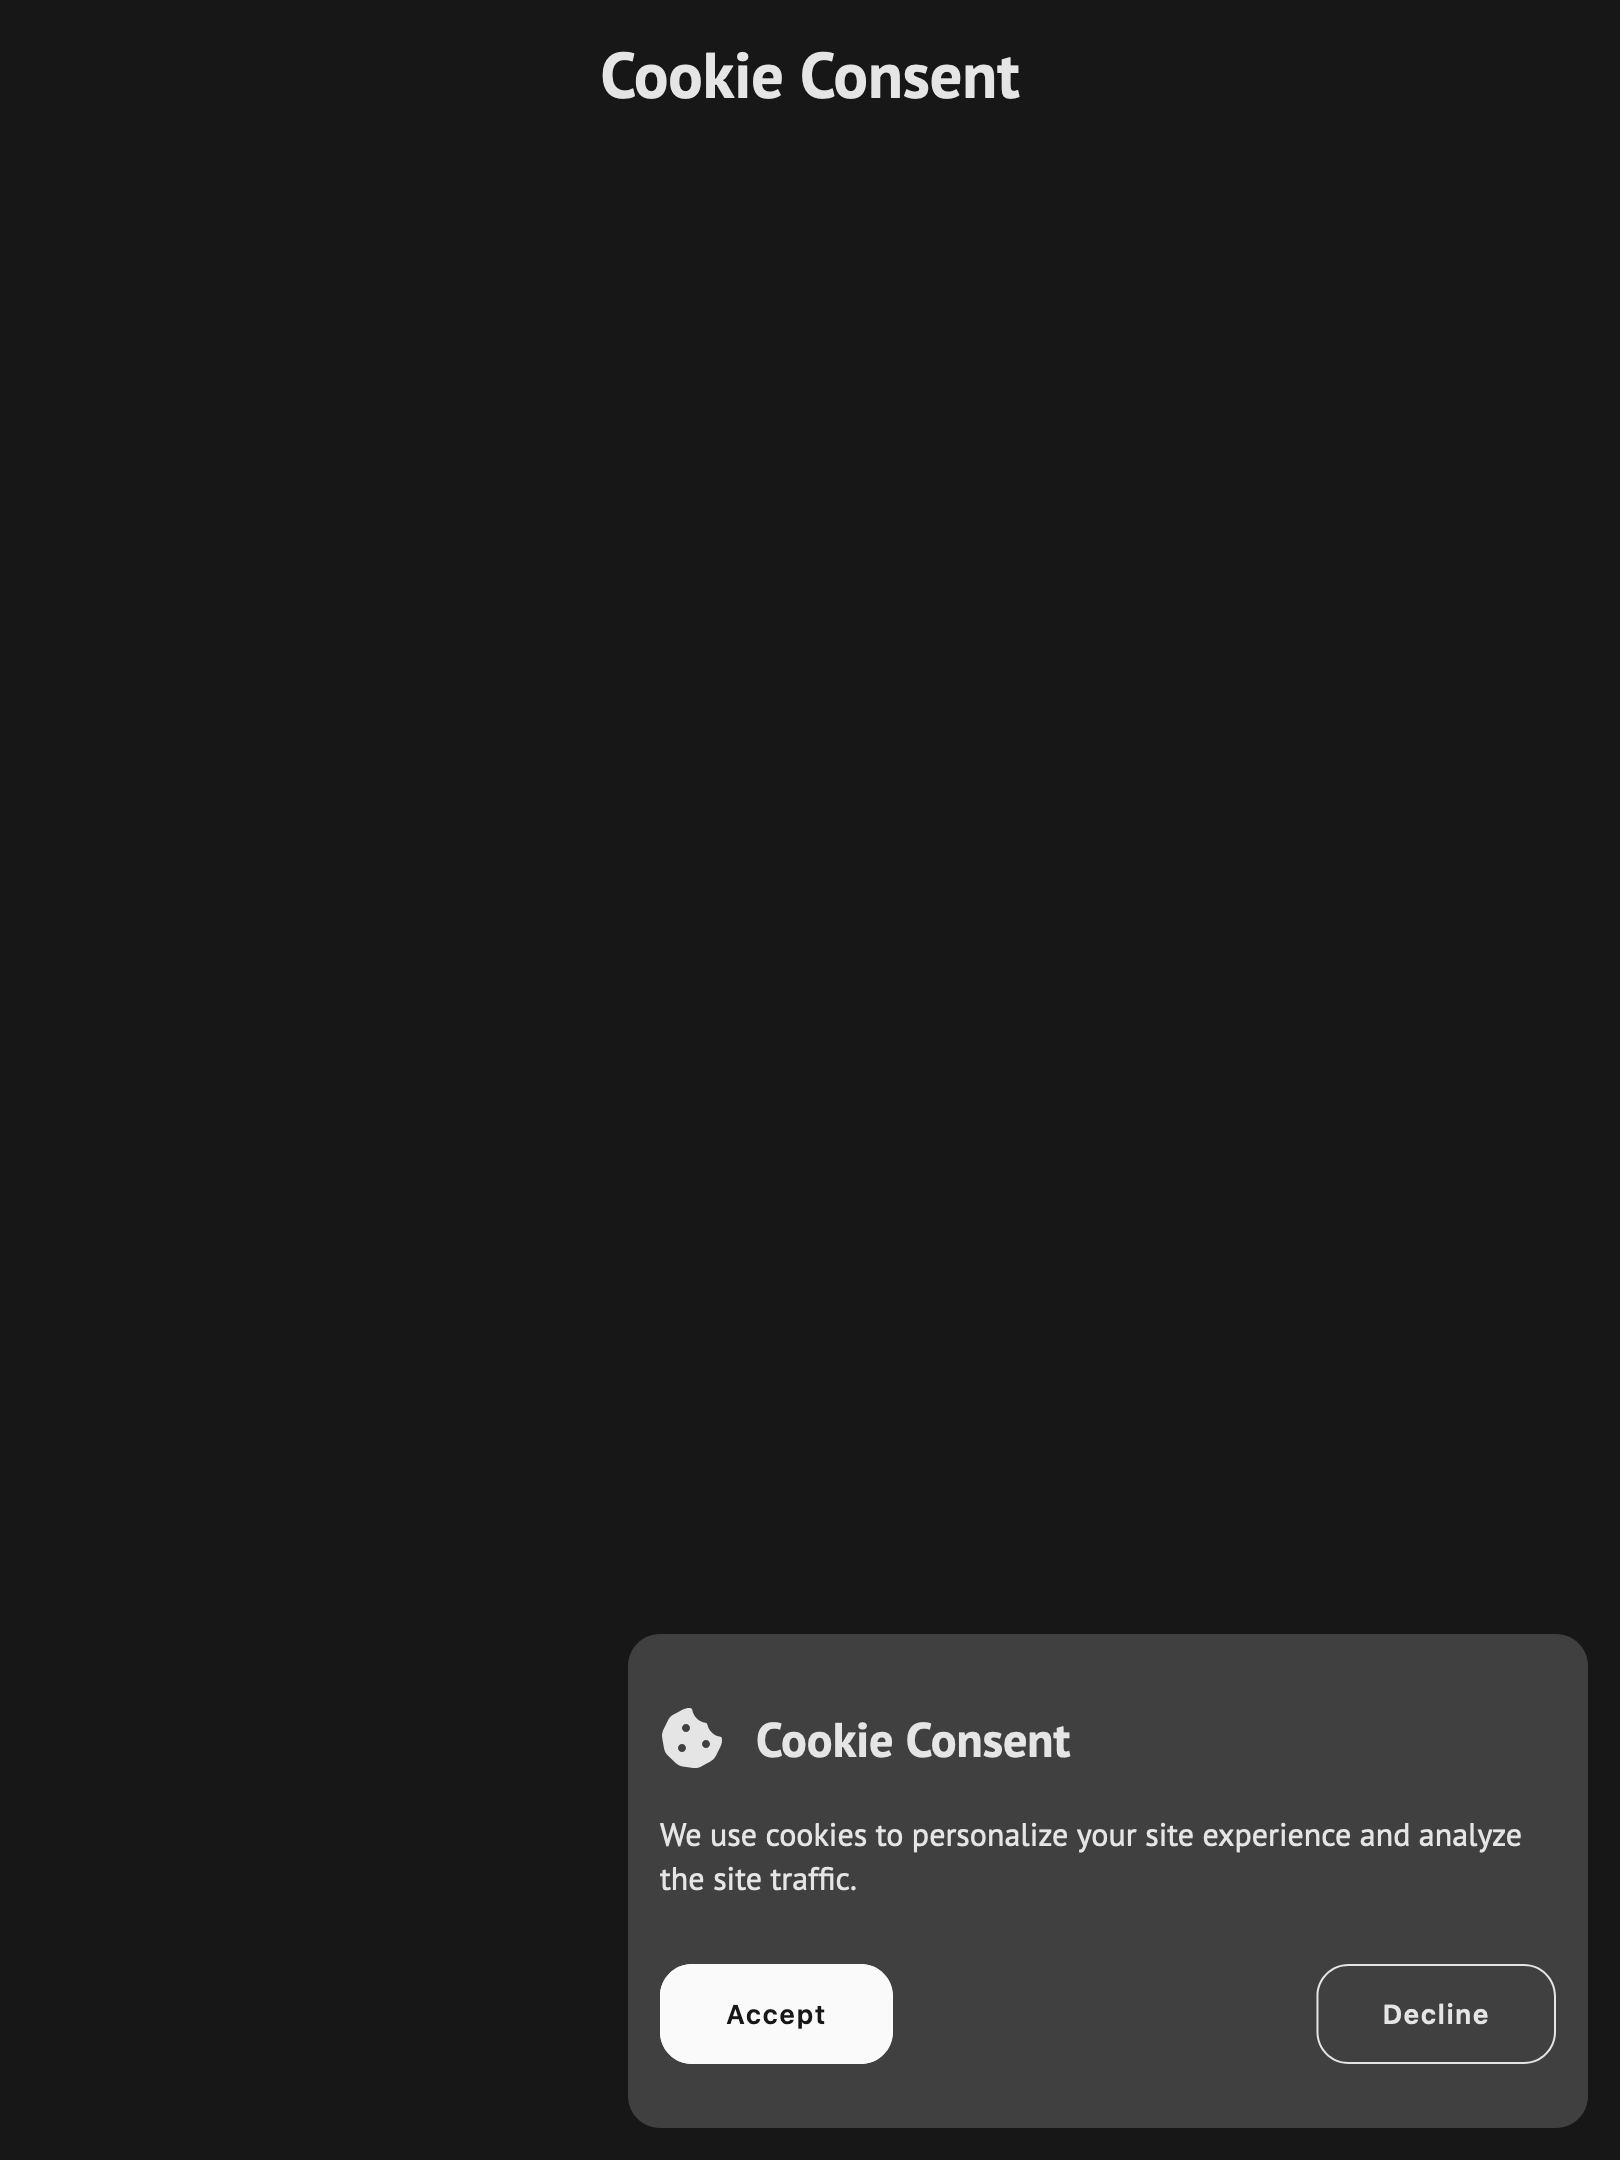 Cookie Consent
Cookie Consent
We use cookies to personalize your site experience and analyze
the site traffic.
Accept
Decline